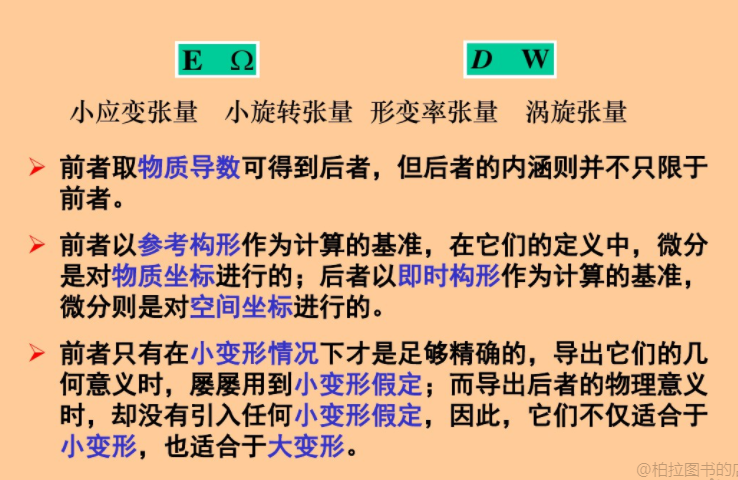 E Ω D W
小应变张量 小旋转张量 形变率张量 涡旋张量
前者取物质导数可得到后者，但后者的内涵则并不只限于
前者。
前者以参考构形作为计算的基准，在它们的定义中，微分
是对物质坐标进行的；后者以即时构形作为计算的基准，
微分则是对空间坐标进行的。
前者只有在小变形情况下才是足够精确的，导出它们的几
何意义时，屡屡用到小变形假定；而导出后者的物理意义
时，却没有引入任何小变形假定，因此，它们不仅适合于
小变形，也适合于大变形。
@柏拉图书的